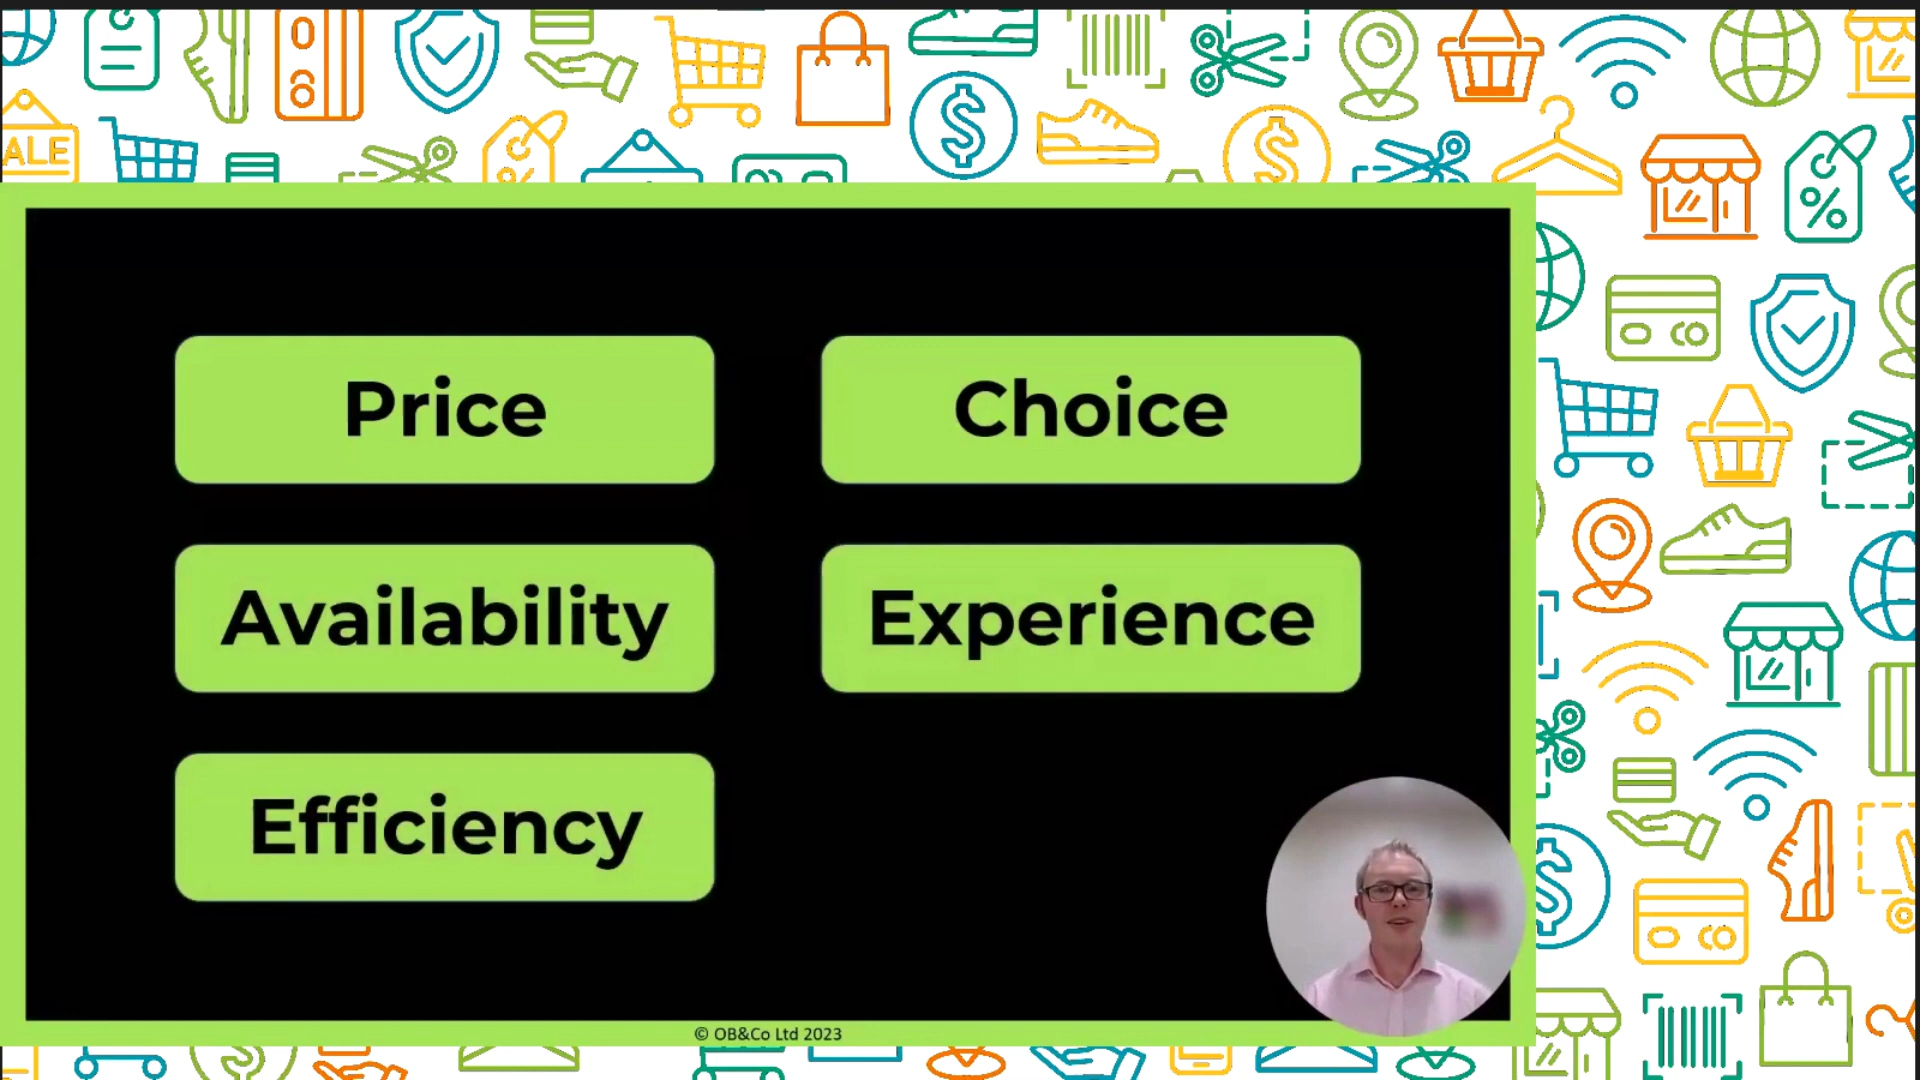 ALE
Price
Choice
Availability
Experience
Efficiency
© OB&Co Ltd 2023